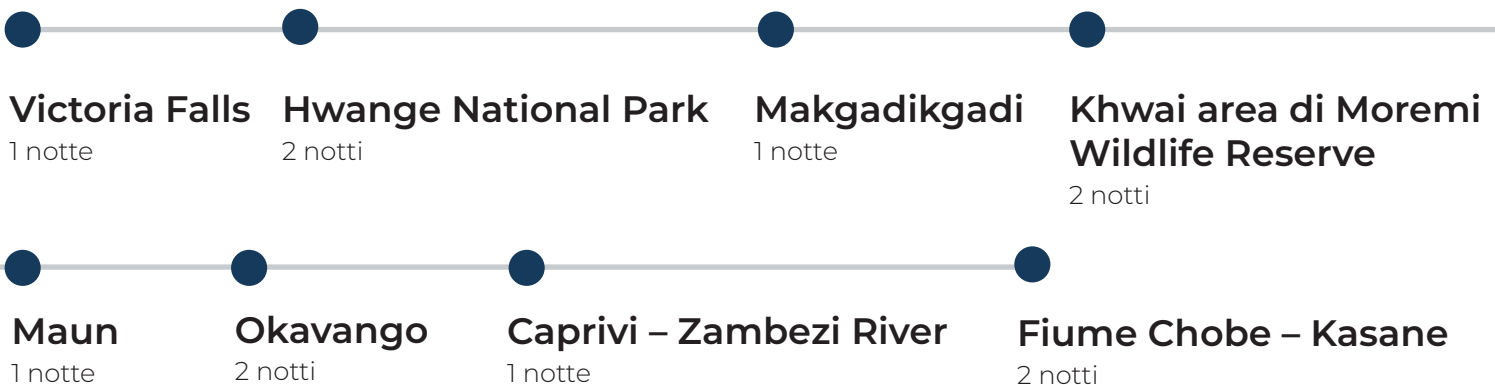 Victoria Falls
1 notte
Hwange National Park
2 notti
Makgadikgadi
1 notte
Khwai area di Moremi
Wildlife Reserve
2 notti
Maun
1 notte
Okavango
2 notti
Caprivi – Zambezi River
1 notte
Fiume Chobe – Kasane
2 notti